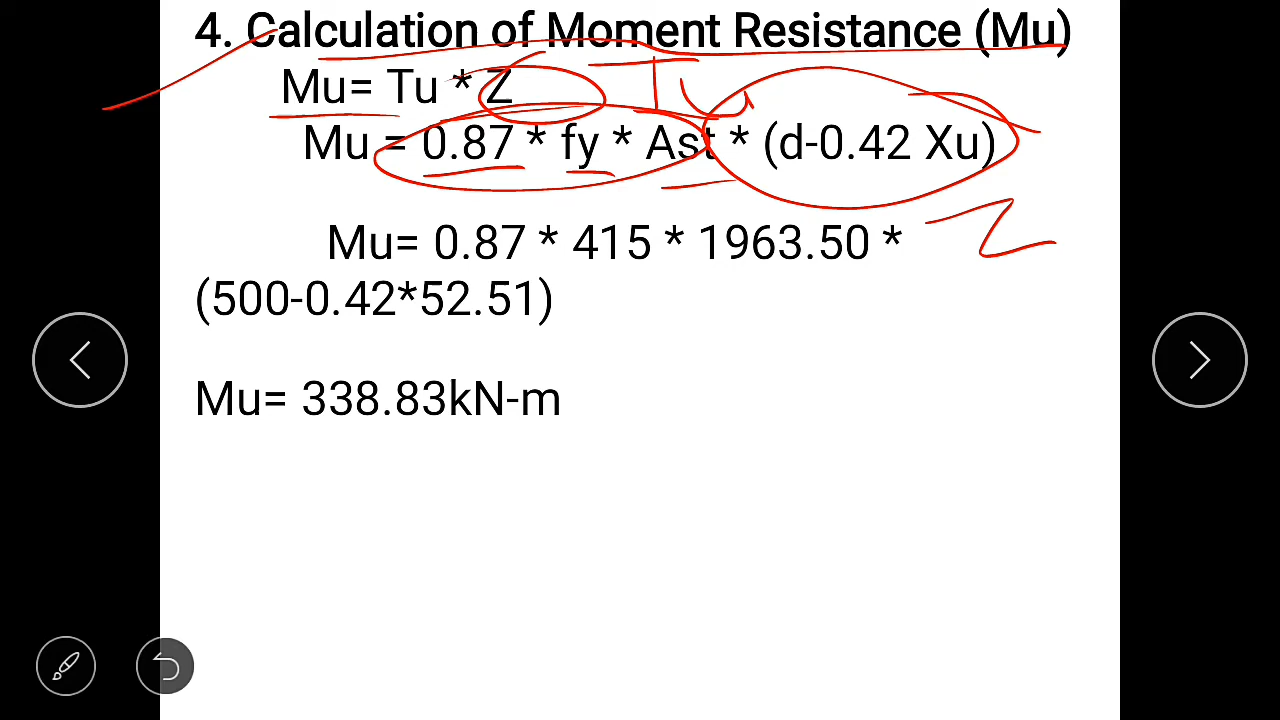 4. Calculation of Moment Resistance (Mu)
Mu= Tu * Z
Tu
Mu = 0.87 * fy * Ast * (d-0.42 Xu)
Z
Mu= 0.87 * 415 * 1963.50 *
(500-0.42*52.51)
Mu= 338.83kN-m